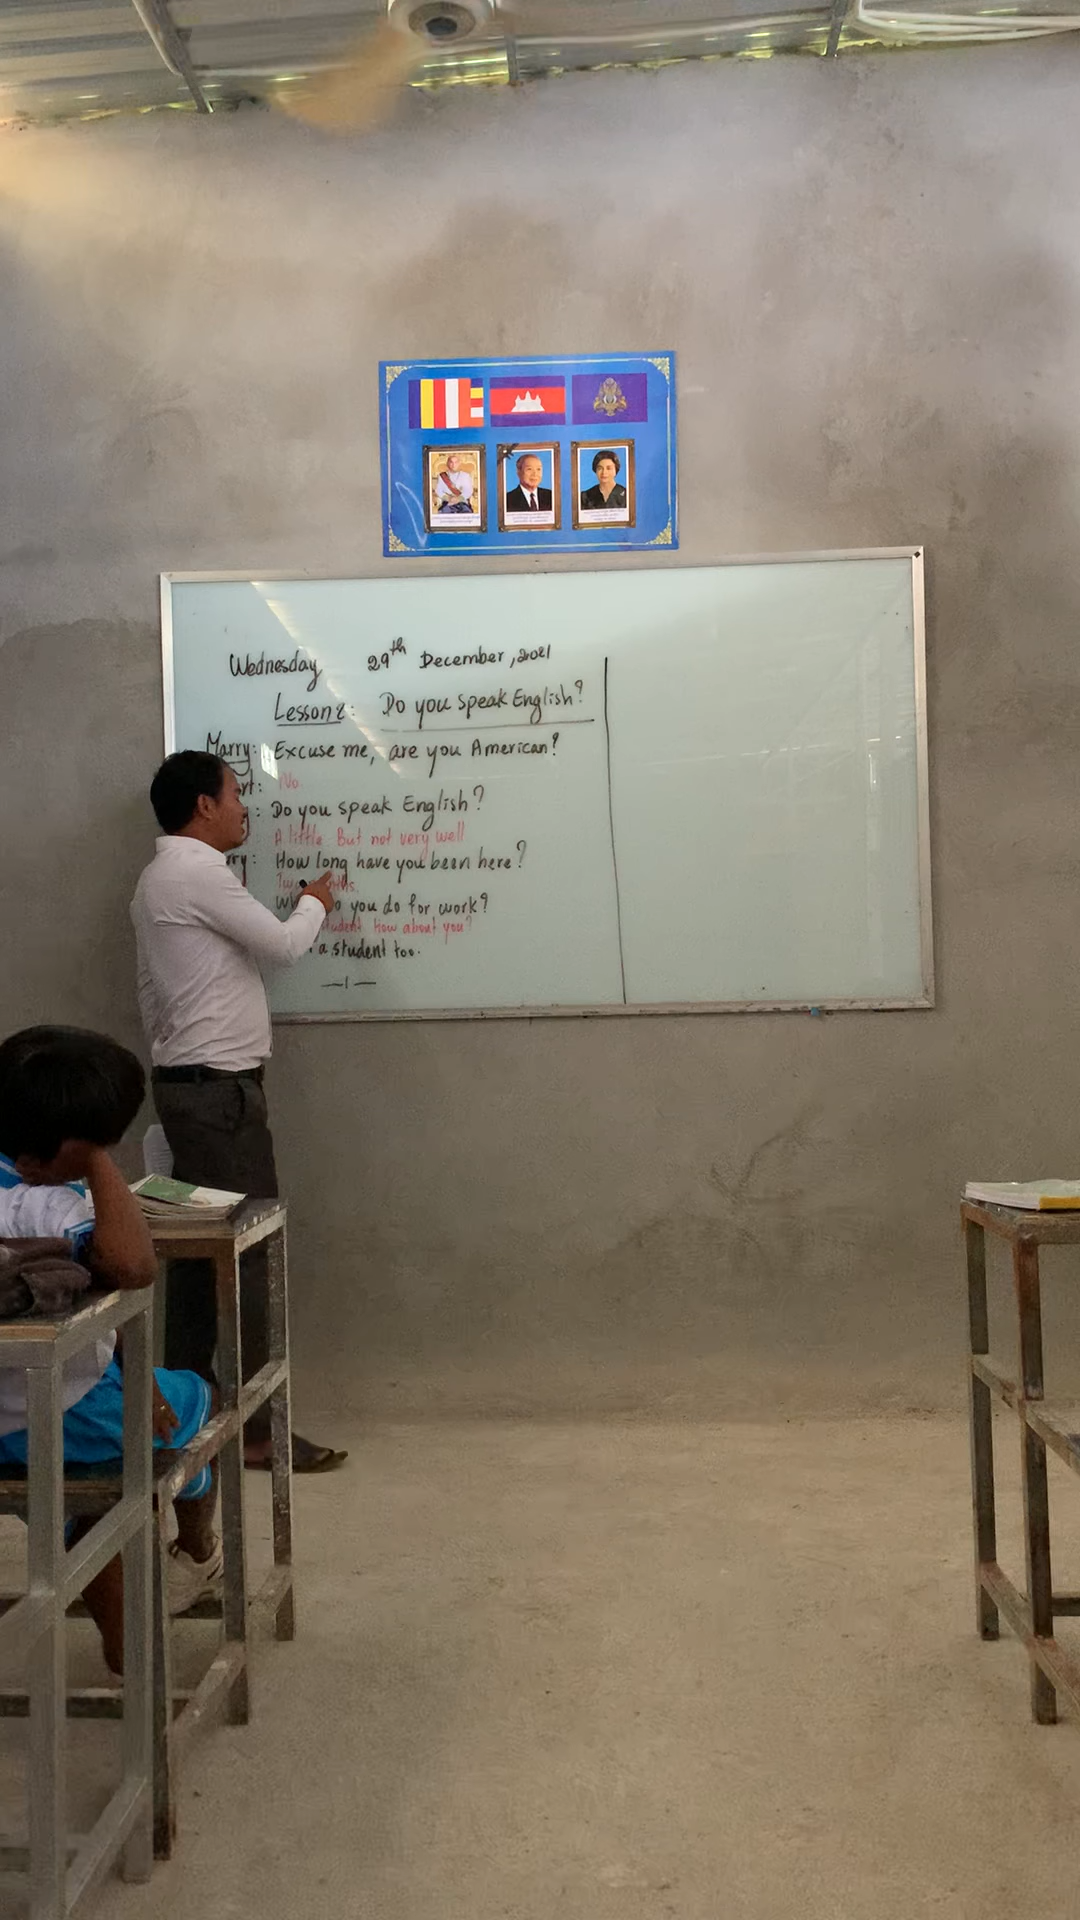 Wednesday 29th December, 2021
Lesson 2: Do you speak English?
Marry: Excuse me, are you American?
rt: No
g: Do you speak English?
A little But not very well
rry: How long have you been here?
Two
do you do for work?
student. How about you?
a student too.
—1—